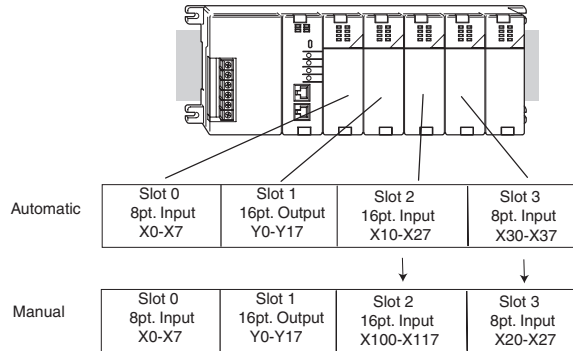 Automatic
Slot 0
8pt. Input
X0-X7
Slot 1
16pt. Output
Y0-Y17
Slot 2
16pt. Input
X10-X27
Slot 3
8pt. Input
X30-X37
Manual
Slot 0
8pt. Input
X0-X7
Slot 1
16pt. Output
Y0-Y17
Slot 2
16pt. Input
X100-X117
Slot 3
8pt. Input
X20-X27